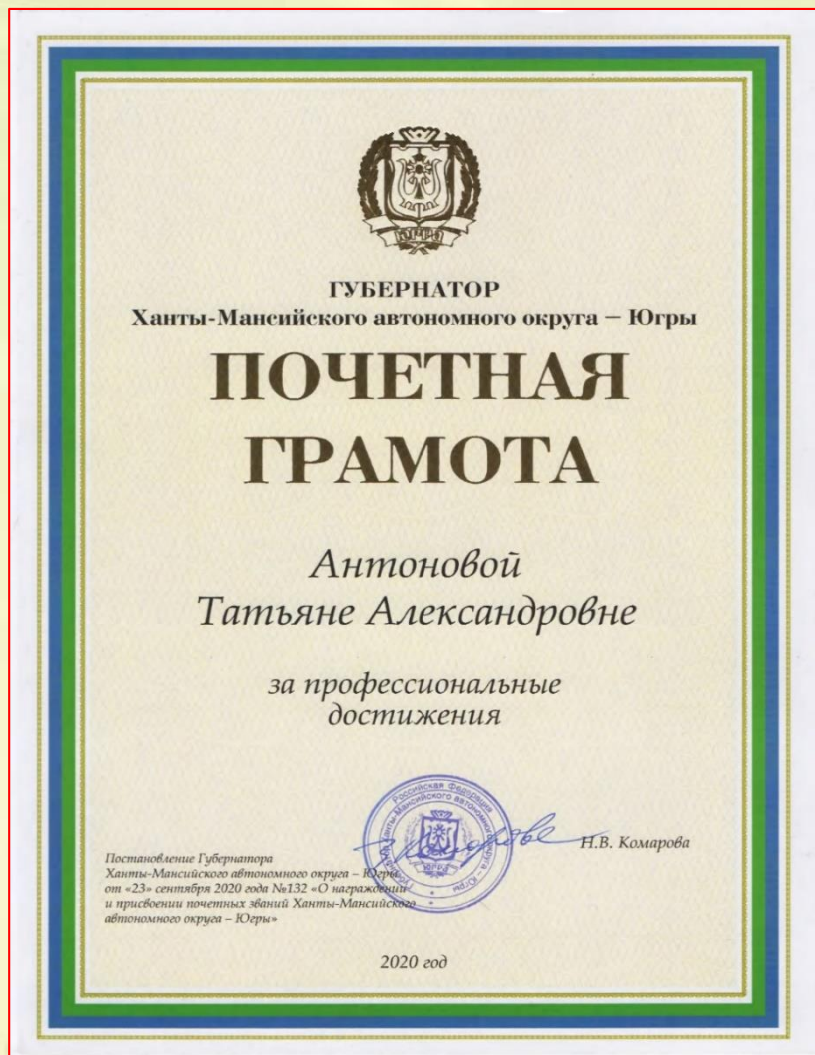 ГУБЕРНАТОР
Ханты-Мансийского автономного округа – Югры
ПОЧЕТНАЯ
ГРАМОТА
Антоновой
Татьяне Александровне
за профессиональные
достижения
Российская Федерация
Н.В. Комарова
Постановление Губернатора
Ханты-Мансийского автономного округа – Югры
от «23» сентября 2020 года №132 «О награждении
и присвоении почетных званий Ханты-Мансийского
автономного округа – Югры»
2020 год